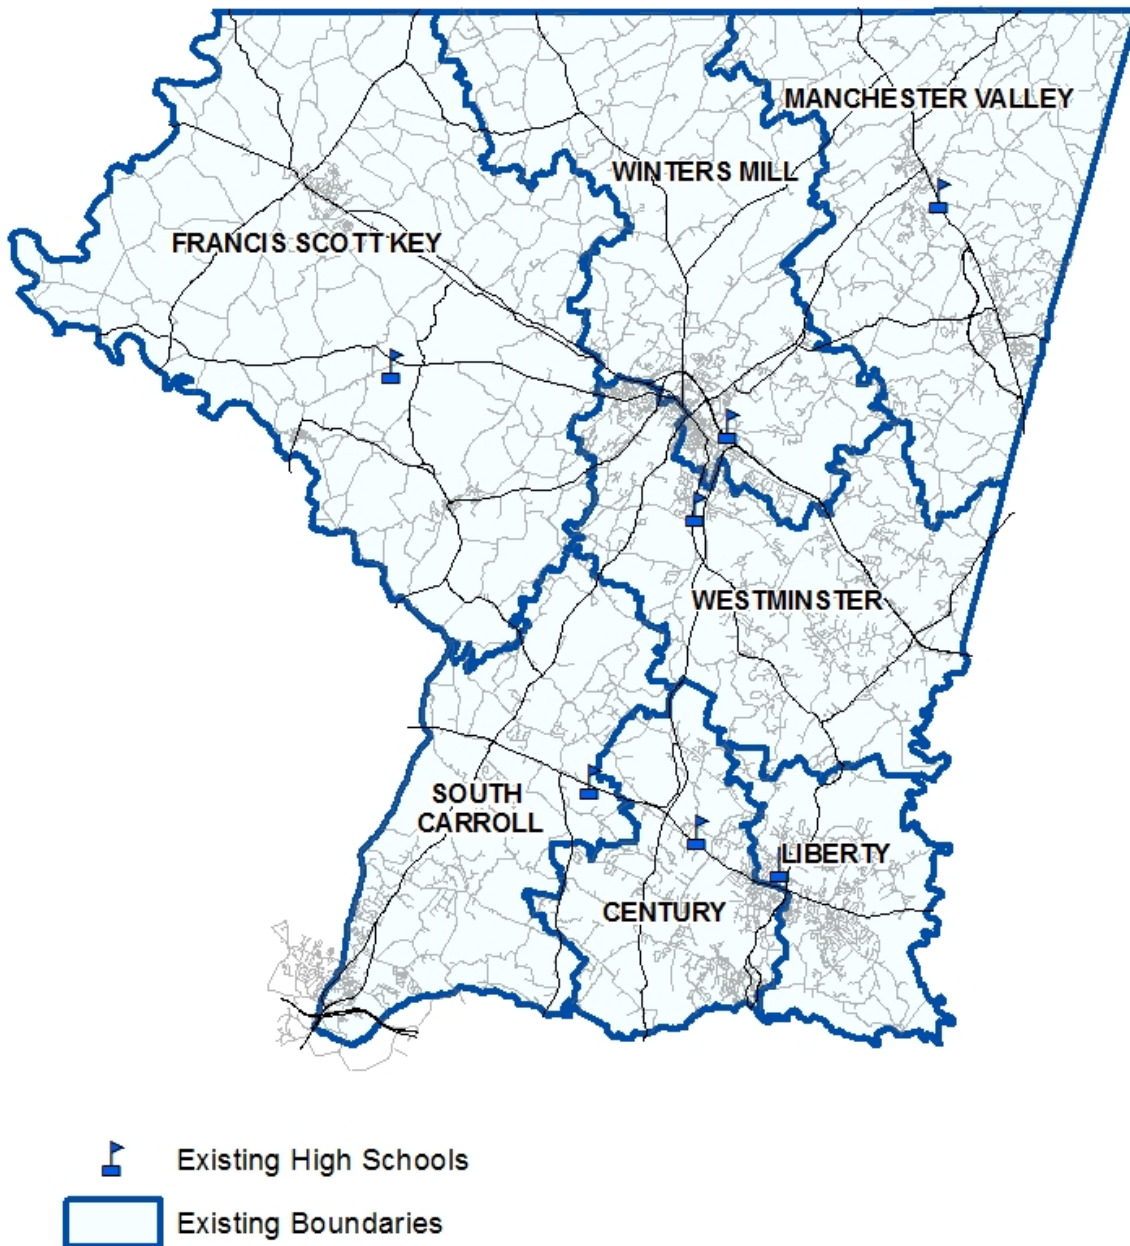 MANCHESTER VALLEY
WINTERS MILL
FRANCIS SCOTT KEY
WESTMINSTER
SOUTH
CARROLL
LIBERTY
CENTURY
Existing High Schools
Existing Boundaries